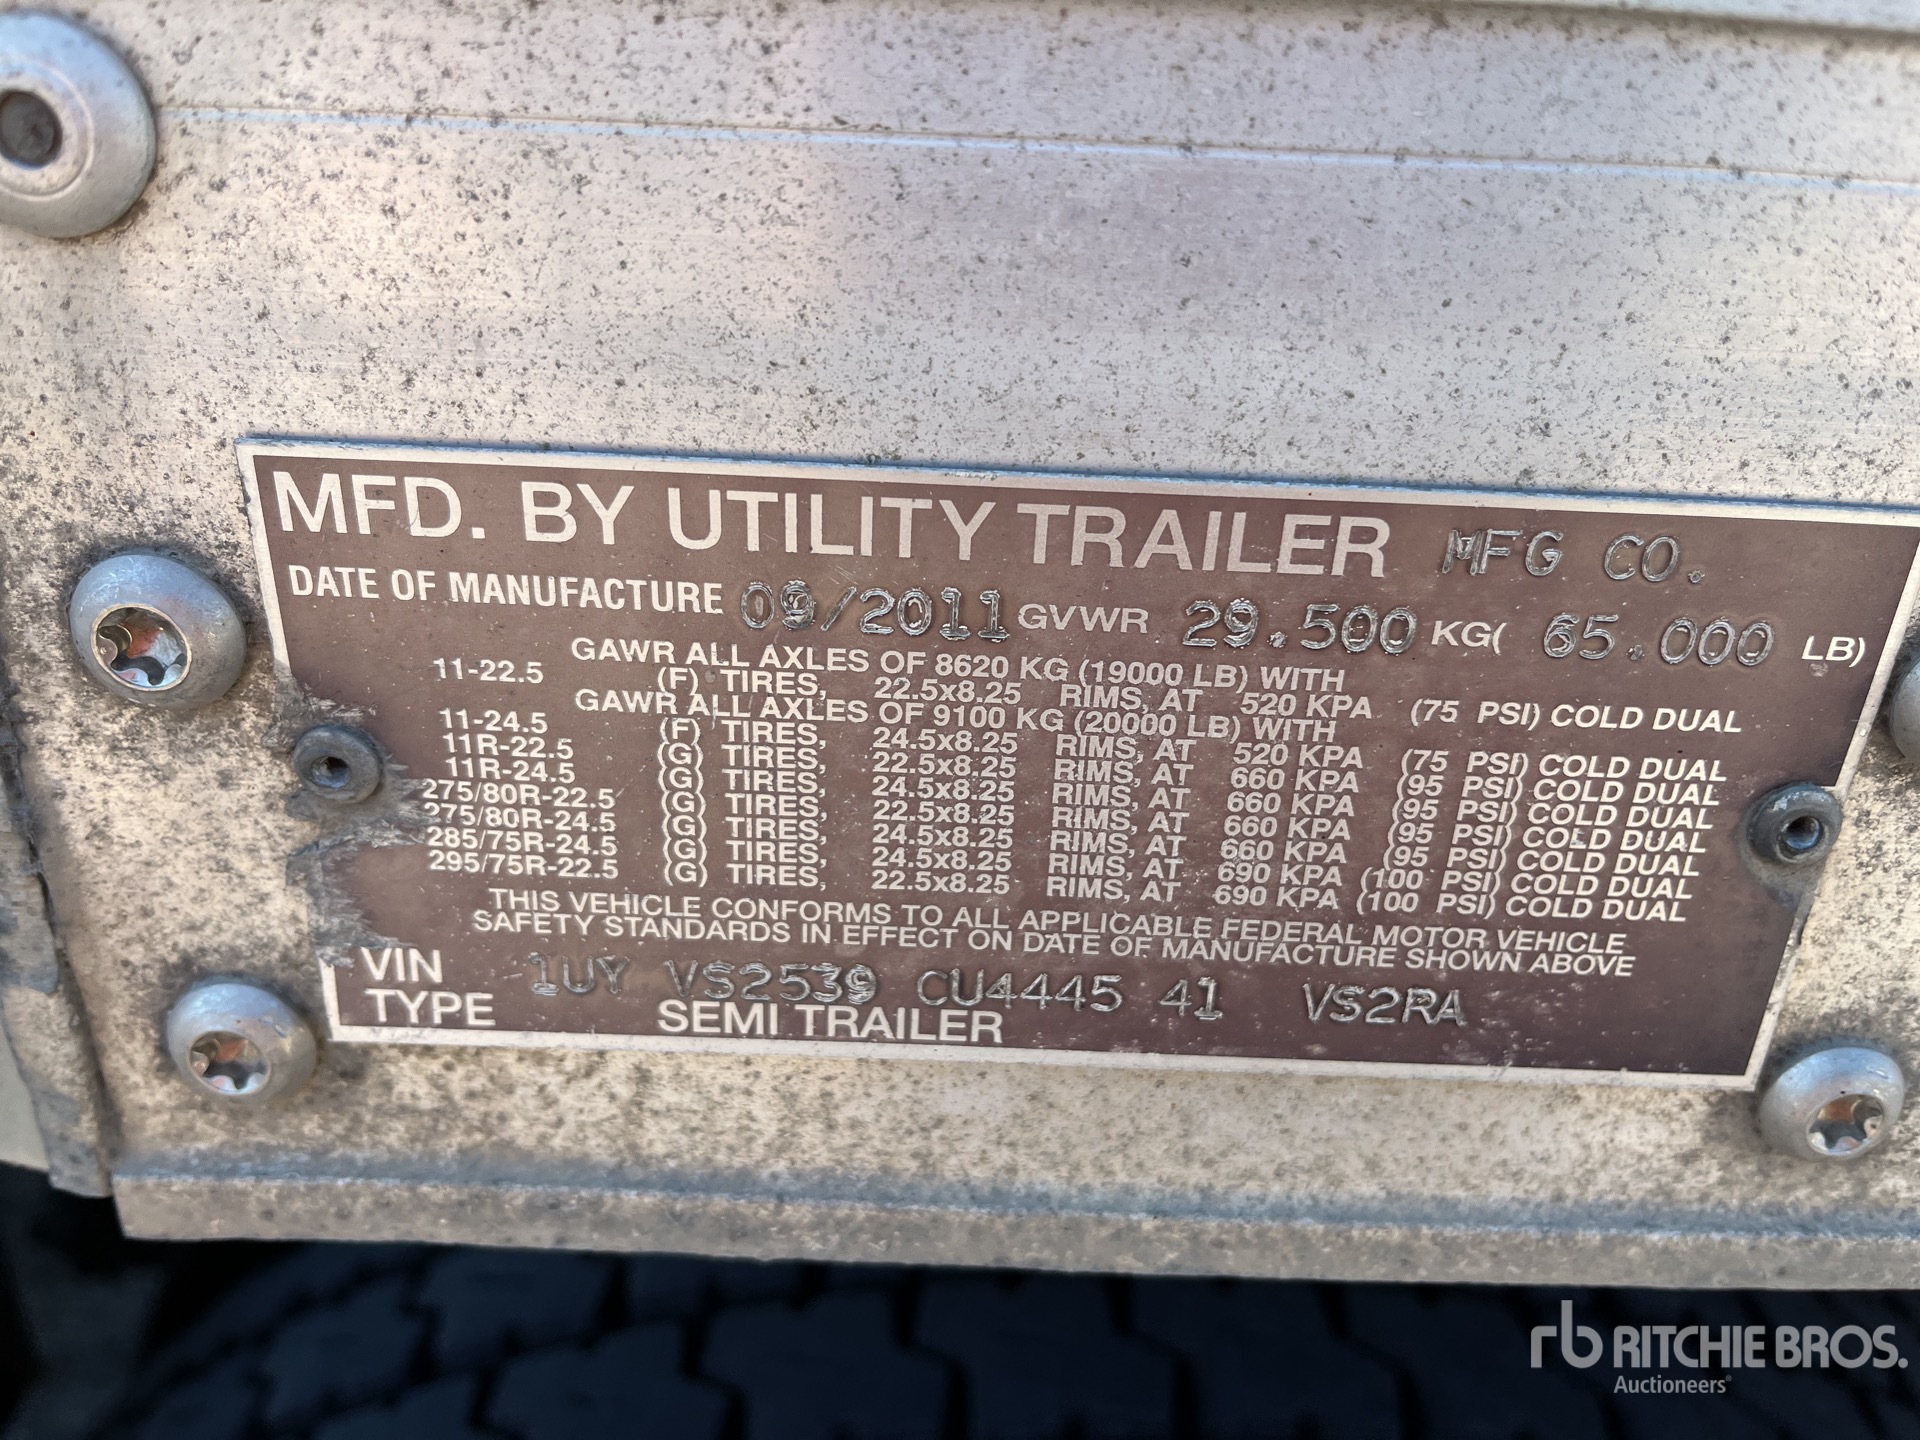 MFD. BY UTILITY TRAILER MFG CO.
DATE OF MANUFACTURE 09/2011 GVWR 29.500 KG( 65.000 LB)
GAWR ALL AXLES OF 8620 KG (19000 LB) WITH
11-22.5 (F) TIRES, 22.5x8.25 RIMS, AT 520 KPA (75 PSI) COLD DUAL
GAWR ALL AXLES OF 9100 KG (20000 LB) WITH
11-24.5 (F) TIRES, 24.5x8.25 RIMS, AT 520 KPA (75 PSI) COLD DUAL
11R-22.5 (G) TIRES, 22.5x8.25 RIMS, AT 660 KPA (95 PSI) COLD DUAL
11R-24.5 (G) TIRES, 24.5x8.25 RIMS, AT 660 KPA (95 PSI) COLD DUAL
275/80R-22.5 (G) TIRES, 22.5x8.25 RIMS, AT 660 KPA (95 PSI) COLD DUAL
275/80R-24.5 (G) TIRES, 24.5x8.25 RIMS, AT 660 KPA (95 PSI) COLD DUAL
285/75R-24.5 (G) TIRES, 24.5x8.25 RIMS, AT 690 KPA (100 PSI) COLD DUAL
295/75R-22.5 (G) TIRES, 22.5x8.25 RIMS, AT 690 KPA (100 PSI) COLD DUAL
THIS VEHICLE CONFORMS TO ALL APPLICABLE FEDERAL MOTOR VEHICLE
SAFETY STANDARDS IN EFFECT ON DATE OF MANUFACTURE SHOWN ABOVE
VIN 1UY VS2539 CU4445 41 VS2RA
TYPE SEMI TRAILER
rb RITCHIE BROS.
Auctioneers®